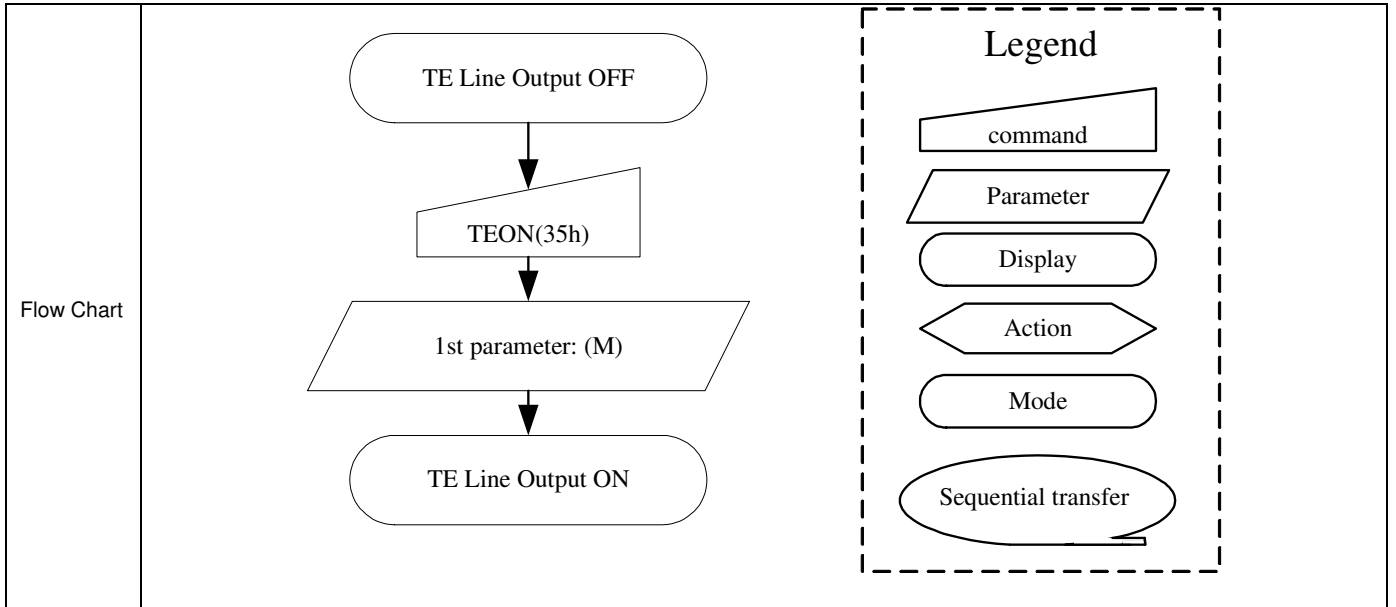 Flow Chart
TE Line Output OFF
TEON(35h)
1st parameter: (M)
TE Line Output ON
Legend
command
Parameter
Display
Action
Mode
Sequential transfer